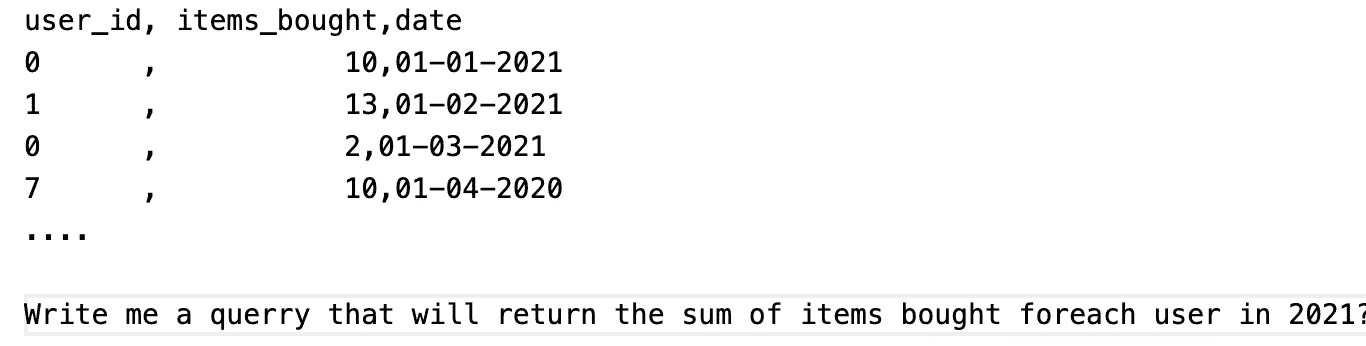 user_id, items_bought,date
0      ,           10,01-01-2021
1      ,           13,01-02-2021
0      ,           2,01-03-2021
7      ,           10,01-04-2020
....
Write me a querry that will return the sum of items bought foreach user in 2021?